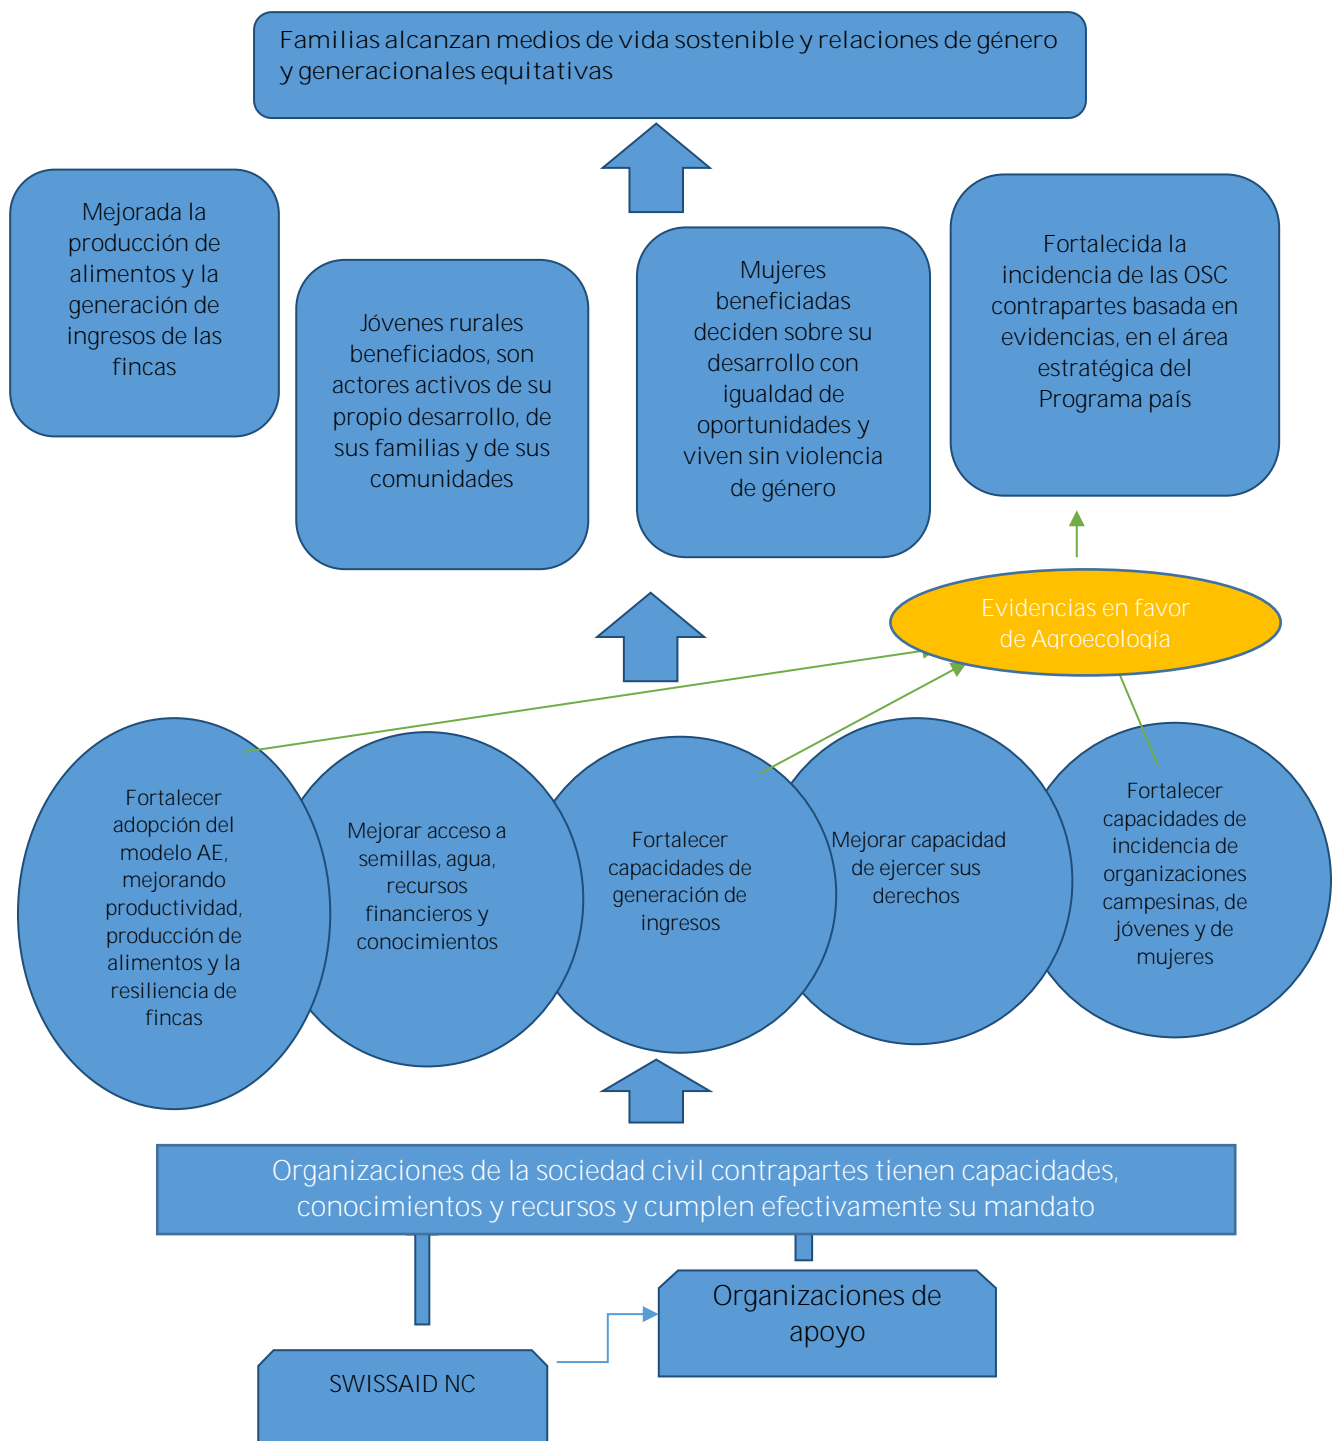 Familias alcanzan medios de vida sostenible y relaciones de género
y generacionales equitativas
Mejorada la
producción de
alimentos y la
generación de
ingresos de las
fincas
Jóvenes rurales
beneficiados, son
actores activos de su
propio desarrollo, de
sus familias y de sus
comunidades
Mujeres
beneficiadas
deciden sobre su
desarrollo con
igualdad de
oportunidades y
viven sin violencia
de género
Fortalecida la
incidencia de las OSC
contrapartes basada en
evidencias, en el área
estratégica del
Programa país
Evidencias en favor
de Agroecología
Fortalecer
adopción del
modelo AE,
mejorando
productividad,
producción de
alimentos y la
resiliencia de
fincas
Mejorar acceso a
semillas, agua,
recursos
financieros y
conocimientos
Fortalecer
capacidades de
generación de
ingresos
Mejorar capacidad
de ejercer sus
derechos
Fortalecer
capacidades de
incidencia de
organizaciones
campesinas, de
jóvenes y de
mujeres
Organizaciones de la sociedad civil contrapartes tienen capacidades,
conocimientos y recursos y cumplen efectivamente su mandato
Organizaciones de
apoyo
SWISSAID NC